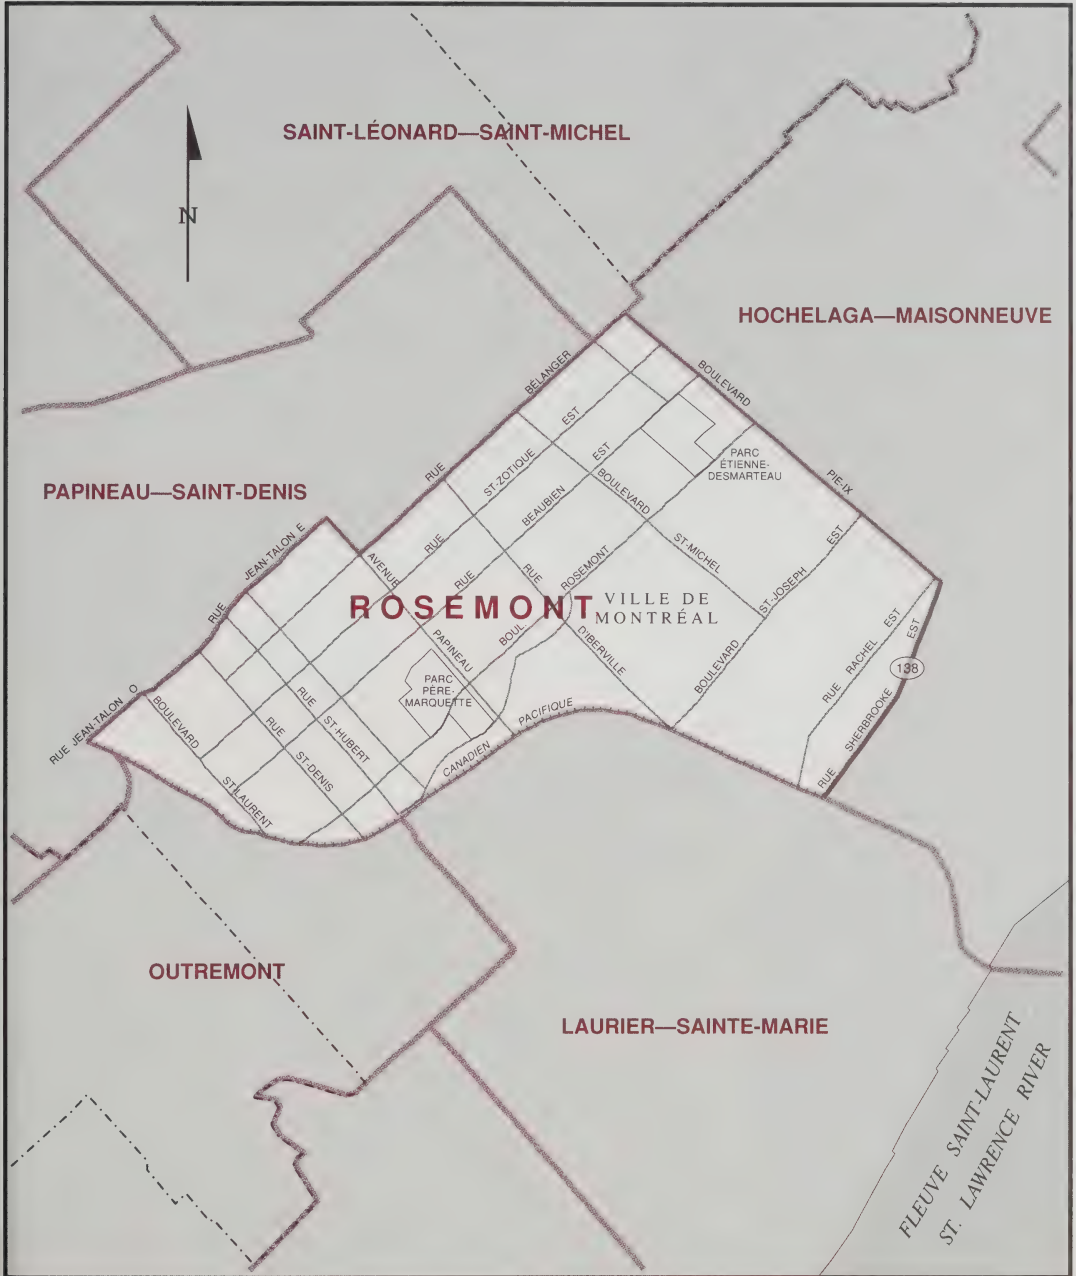 SAINT-LÉONARD—SAINT-MICHEL
N
HOCHELAGA—MAISONNEUVE
PAPINEAU—SAINT-DENIS
RUE BÉLANGER
BOULEVARD PIE-IX
PARC
ÉTIENNE-
DESMARTEAU
RUE ST-ZOTIQUE EST
RUE BEAUBIEN EST
BOULEVARD ST-MICHEL
RUE JEAN-TALON E
AVENUE PAPINEAU
RUE D'IBERVILLE
BOUL. ROSEMONT
BOULEVARD ST-JOSEPH EST
ROSEMONT
VILLE DE
MONTRÉAL
RUE RACHEL EST
RUE SHERBROOKE EST
138
PARC
PÈRE-
MARQUETTE
RUE JEAN-TALON O
BOULEVARD ST-LAURENT
RUE ST-DENIS
RUE ST-HUBERT
CANADIEN PACIFIQUE
OUTREMONT
LAURIER—SAINTE-MARIE
FLEUVE SAINT-LAURENT
ST. LAWRENCE RIVER